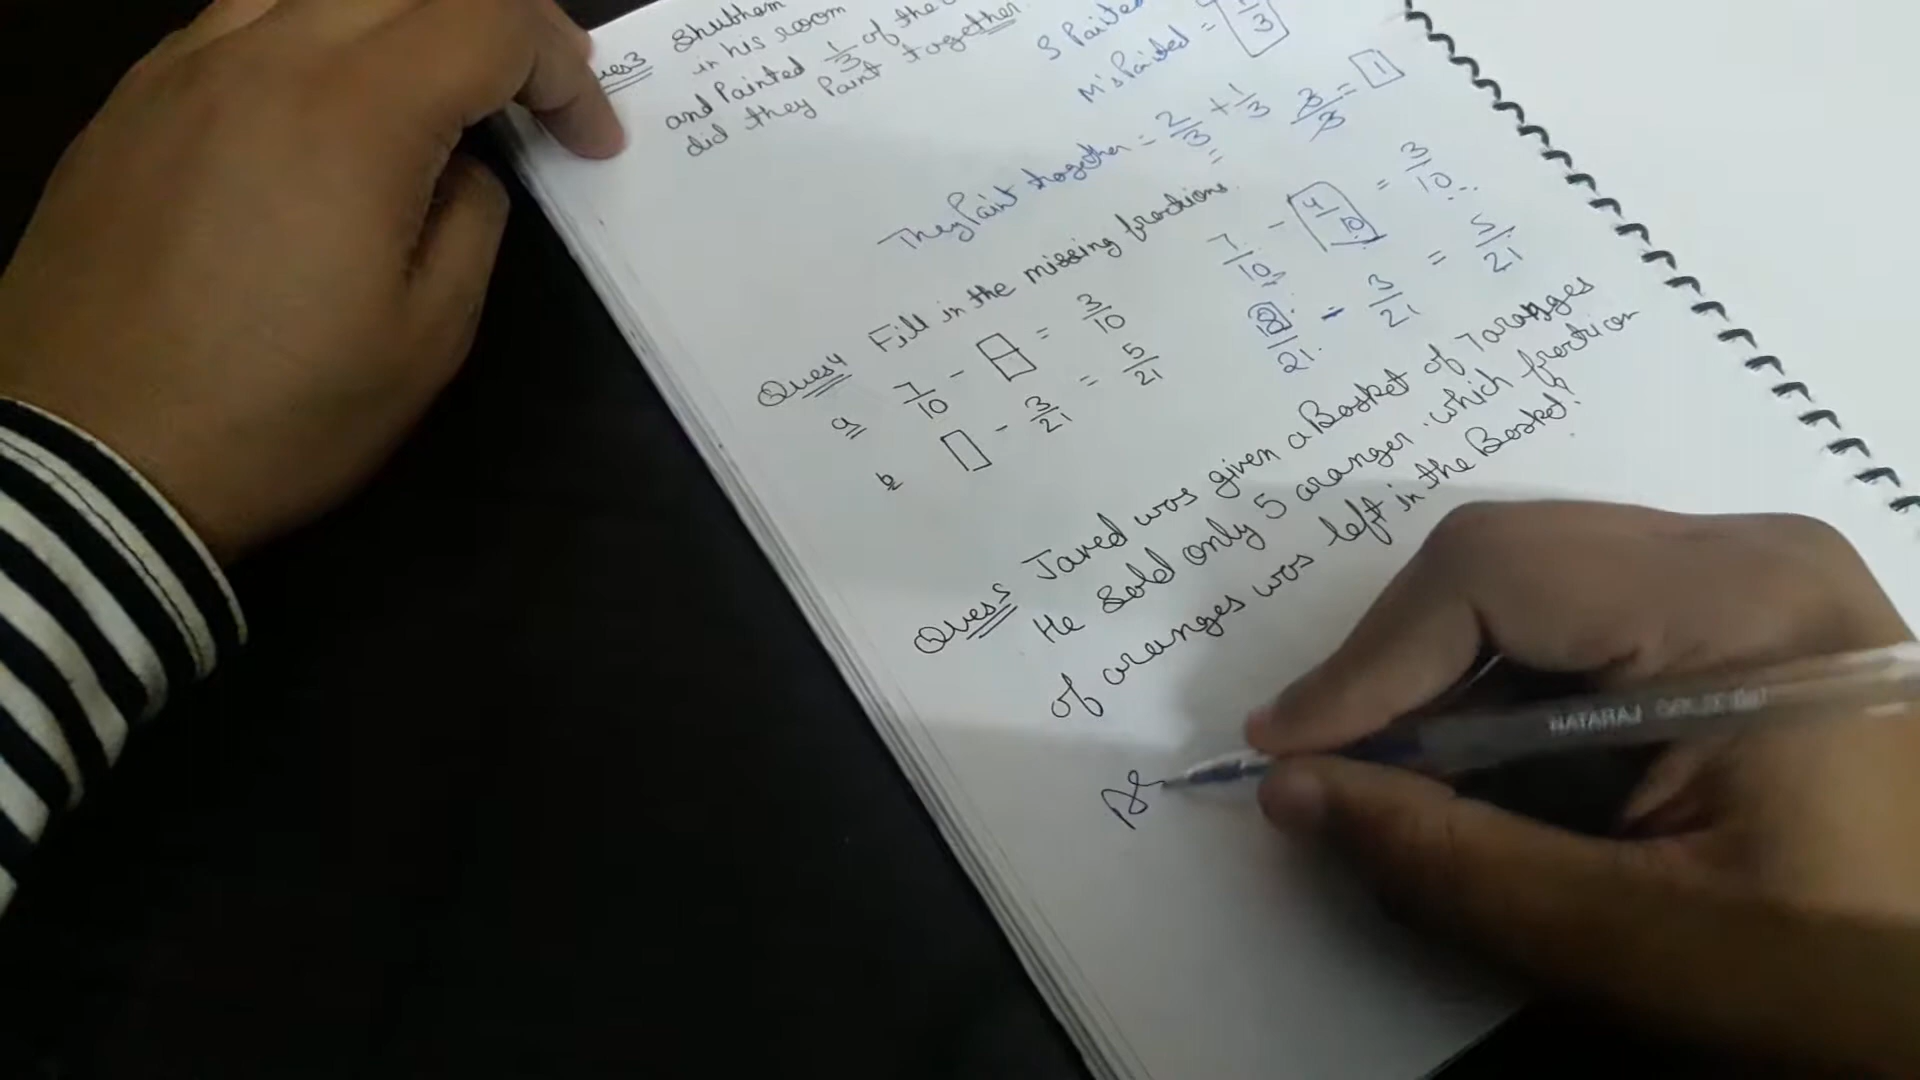 Ques3 Shubham
in his room
and Painted 1/3 of the
did they Paint together
S Painted
M's Painted = 1/3
They Paint together = 2/3 + 1/3
= 3/3 = 1
Ques4 Fill in the missing fractions.
a 7/10 - □ = 3/10
7/10 - 4/10 = 3/10
b □ - 3/21 = 5/21
8/21 - 3/21 = 5/21
Ques5 Javed was given a Basket of 7 oranges
He Sold only 5 oranges. which fraction
of oranges was left in the Basket?
NATARAJ